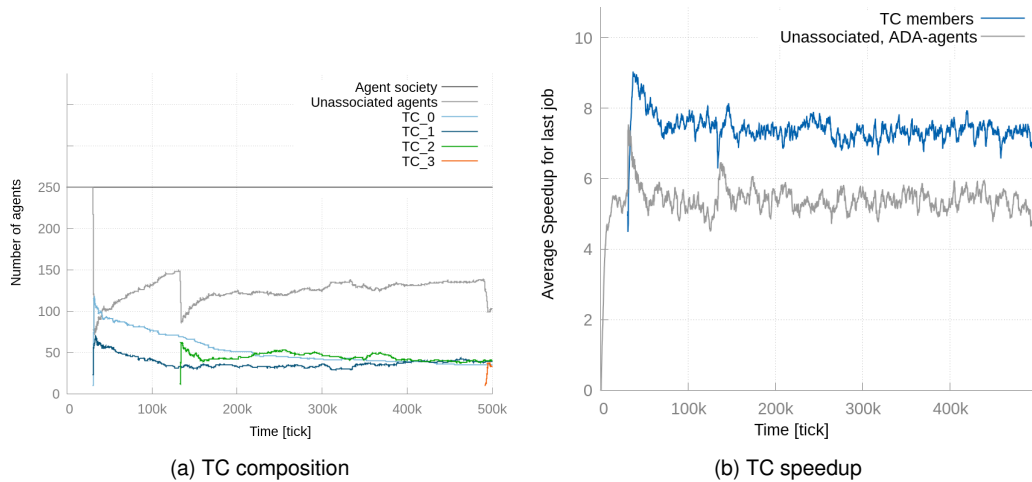 Agent society
Unassociated agents
TC_0
TC_1
TC_2
TC_3
Number of agents
250
200
150
100
50
0
0 100k 200k 300k 400k 500k
Time [tick]
(a) TC composition
TC members
Unassociated, ADA-agents
Average Speedup for last job
10
8
6
4
2
0
0 100k 200k 300k 400k
Time [tick]
(b) TC speedup